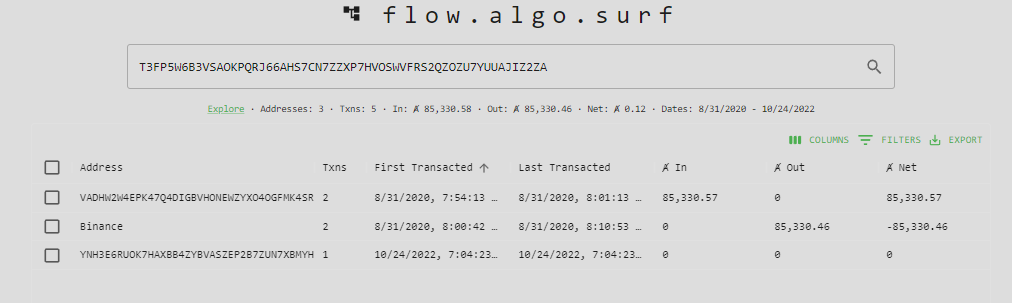 flow.algo.surf
T3FP5W6B3VSAOKPQRJ66AHS7CN7ZZXP7HVOSWVFRS2QZOZU7YUUAJIZ2ZA
Explore · Addresses: 3 · Txns: 5 · In: Ⱥ 85,330.58 · Out: Ⱥ 85,330.46 · Net: Ⱥ 0.12 · Dates: 8/31/2020 - 10/24/2022
COLUMNS FILTERS EXPORT
Address Txns First Transacted ↑ Last Transacted Ⱥ In Ⱥ Out Ⱥ Net
VADHW2W4EPK47Q4DIGBVHONEWZYXO4OGFMK4SR 2 8/31/2020, 7:54:13 … 8/31/2020, 8:01:13 … 85,330.57 0 85,330.57
Binance 2 8/31/2020, 8:00:42 … 8/31/2020, 8:10:53 … 0 85,330.46 -85,330.46
YNH3E6RUOK7HAXBB4ZYBVASZEP2B7ZUN7XBMYH 1 10/24/2022, 7:04:23… 10/24/2022, 7:04:23… 0 0 0